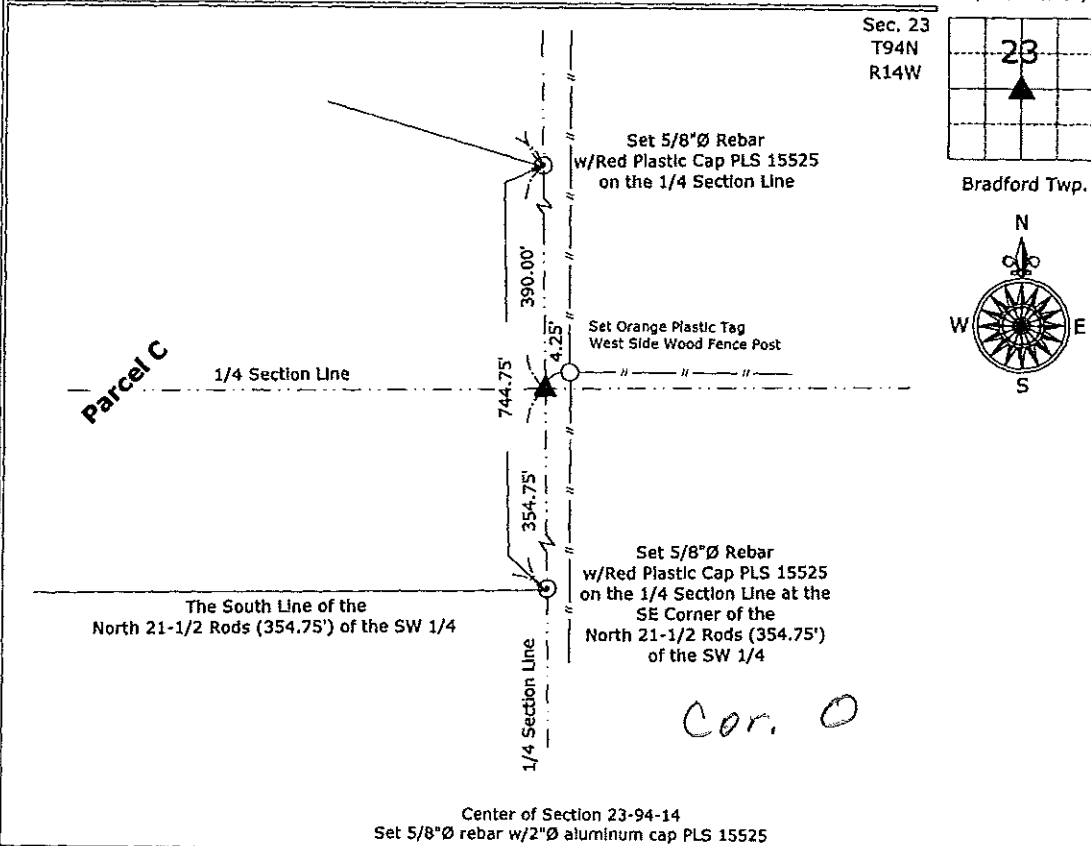 Sec. 23
T94N
R14W
23
Bradford Twp.
N
W
E
S
Set 5/8"Ø Rebar
w/Red Plastic Cap PLS 15525
on the 1/4 Section Line
390.00'
4.25'
Set Orange Plastic Tag
West Side Wood Fence Post
Parcel C
1/4 Section Line
744.75'
354.75'
Set 5/8"Ø Rebar
w/Red Plastic Cap PLS 15525
on the 1/4 Section Line at the
SE Corner of the
North 21-1/2 Rods (354.75')
of the SW 1/4
The South Line of the
North 21-1/2 Rods (354.75') of the SW 1/4
1/4 Section Line
Cor. O
Center of Section 23-94-14
Set 5/8"Ø rebar w/2"Ø aluminum cap PLS 15525